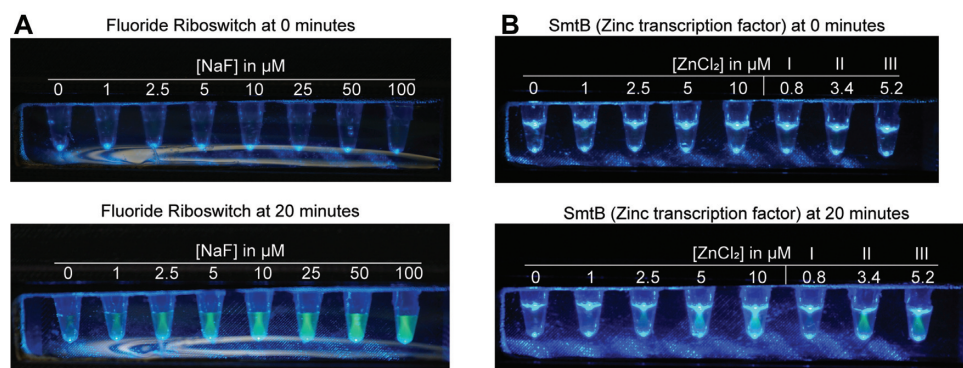 A
Fluoride Riboswitch at 0 minutes
[NaF] in µM
0 1 2.5 5 10 25 50 100
Fluoride Riboswitch at 20 minutes
[NaF] in µM
0 1 2.5 5 10 25 50 100
B
SmtB (Zinc transcription factor) at 0 minutes
[ZnCl₂] in µM I II III
0 1 2.5 5 10 0.8 3.4 5.2
SmtB (Zinc transcription factor) at 20 minutes
[ZnCl₂] in µM I II III
0 1 2.5 5 10 0.8 3.4 5.2